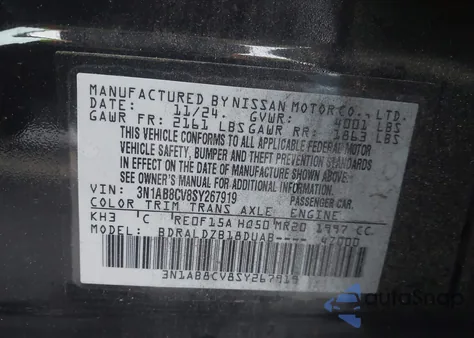 MANUFACTURED BY NISSAN MOTOR CO., LTD.
DATE: 11/24. GVWR: 4001 LBS
GAWR FR: 2161 LBS GAWR RR: 1863 LBS
THIS VEHICLE CONFORMS TO ALL APPLICABLE FEDERAL MOTOR
VEHICLE SAFETY, BUMPER AND THEFT PREVENTION STANDARDS
IN EFFECT ON THE DATE OF MANUFACTURE SHOWN ABOVE.
SEE OWNER'S MANUAL FOR ADDITIONAL INFORMATION.
VIN: 3N1AB8CV8SY267919 PASSENGER CAR.
COLOR TRIM TRANS AXLE ENGINE
KH3 C RE0F15A H050 MR20 1997 CC
MODEL: BDRALDZB18DUAB---- 47000
3N1AB8CV8SY267919
autoSnap